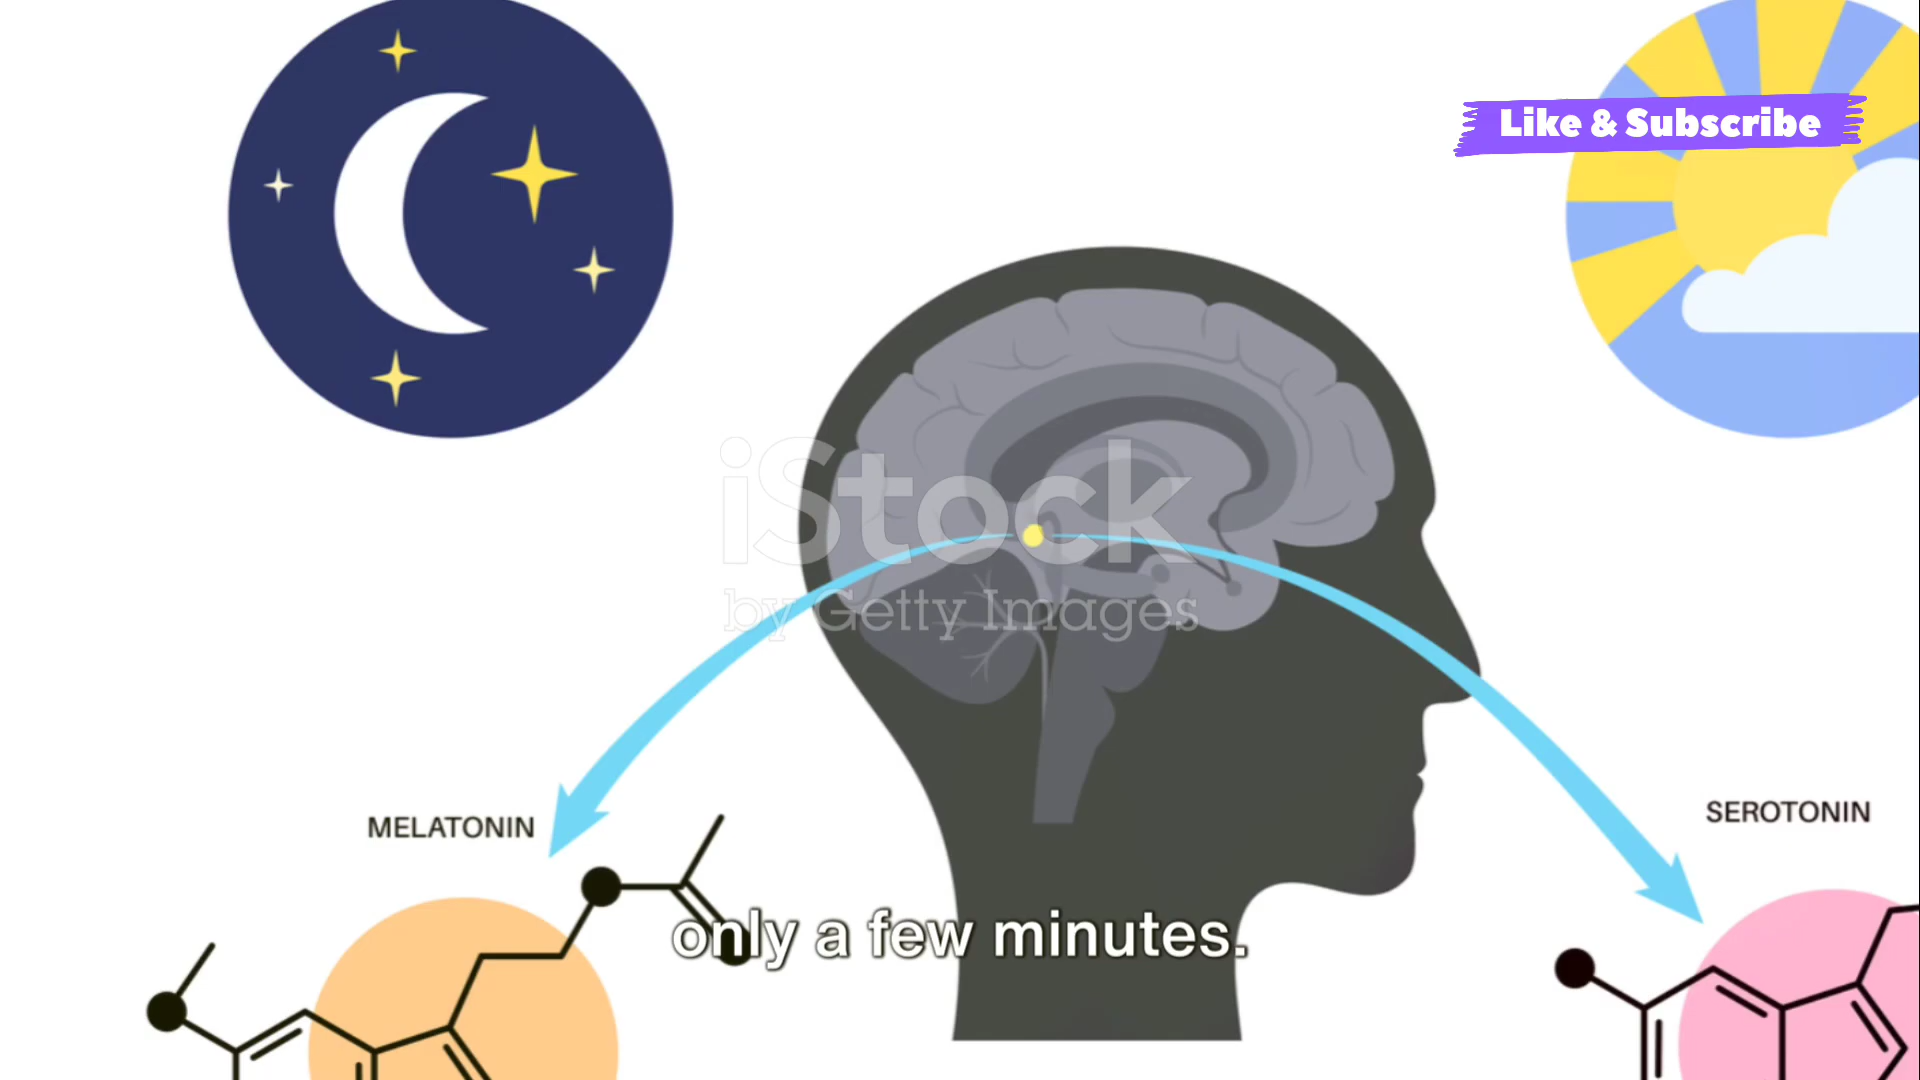 Like & Subscribe
iStock
by Getty Images
MELATONIN
SEROTONIN
only a few minutes.